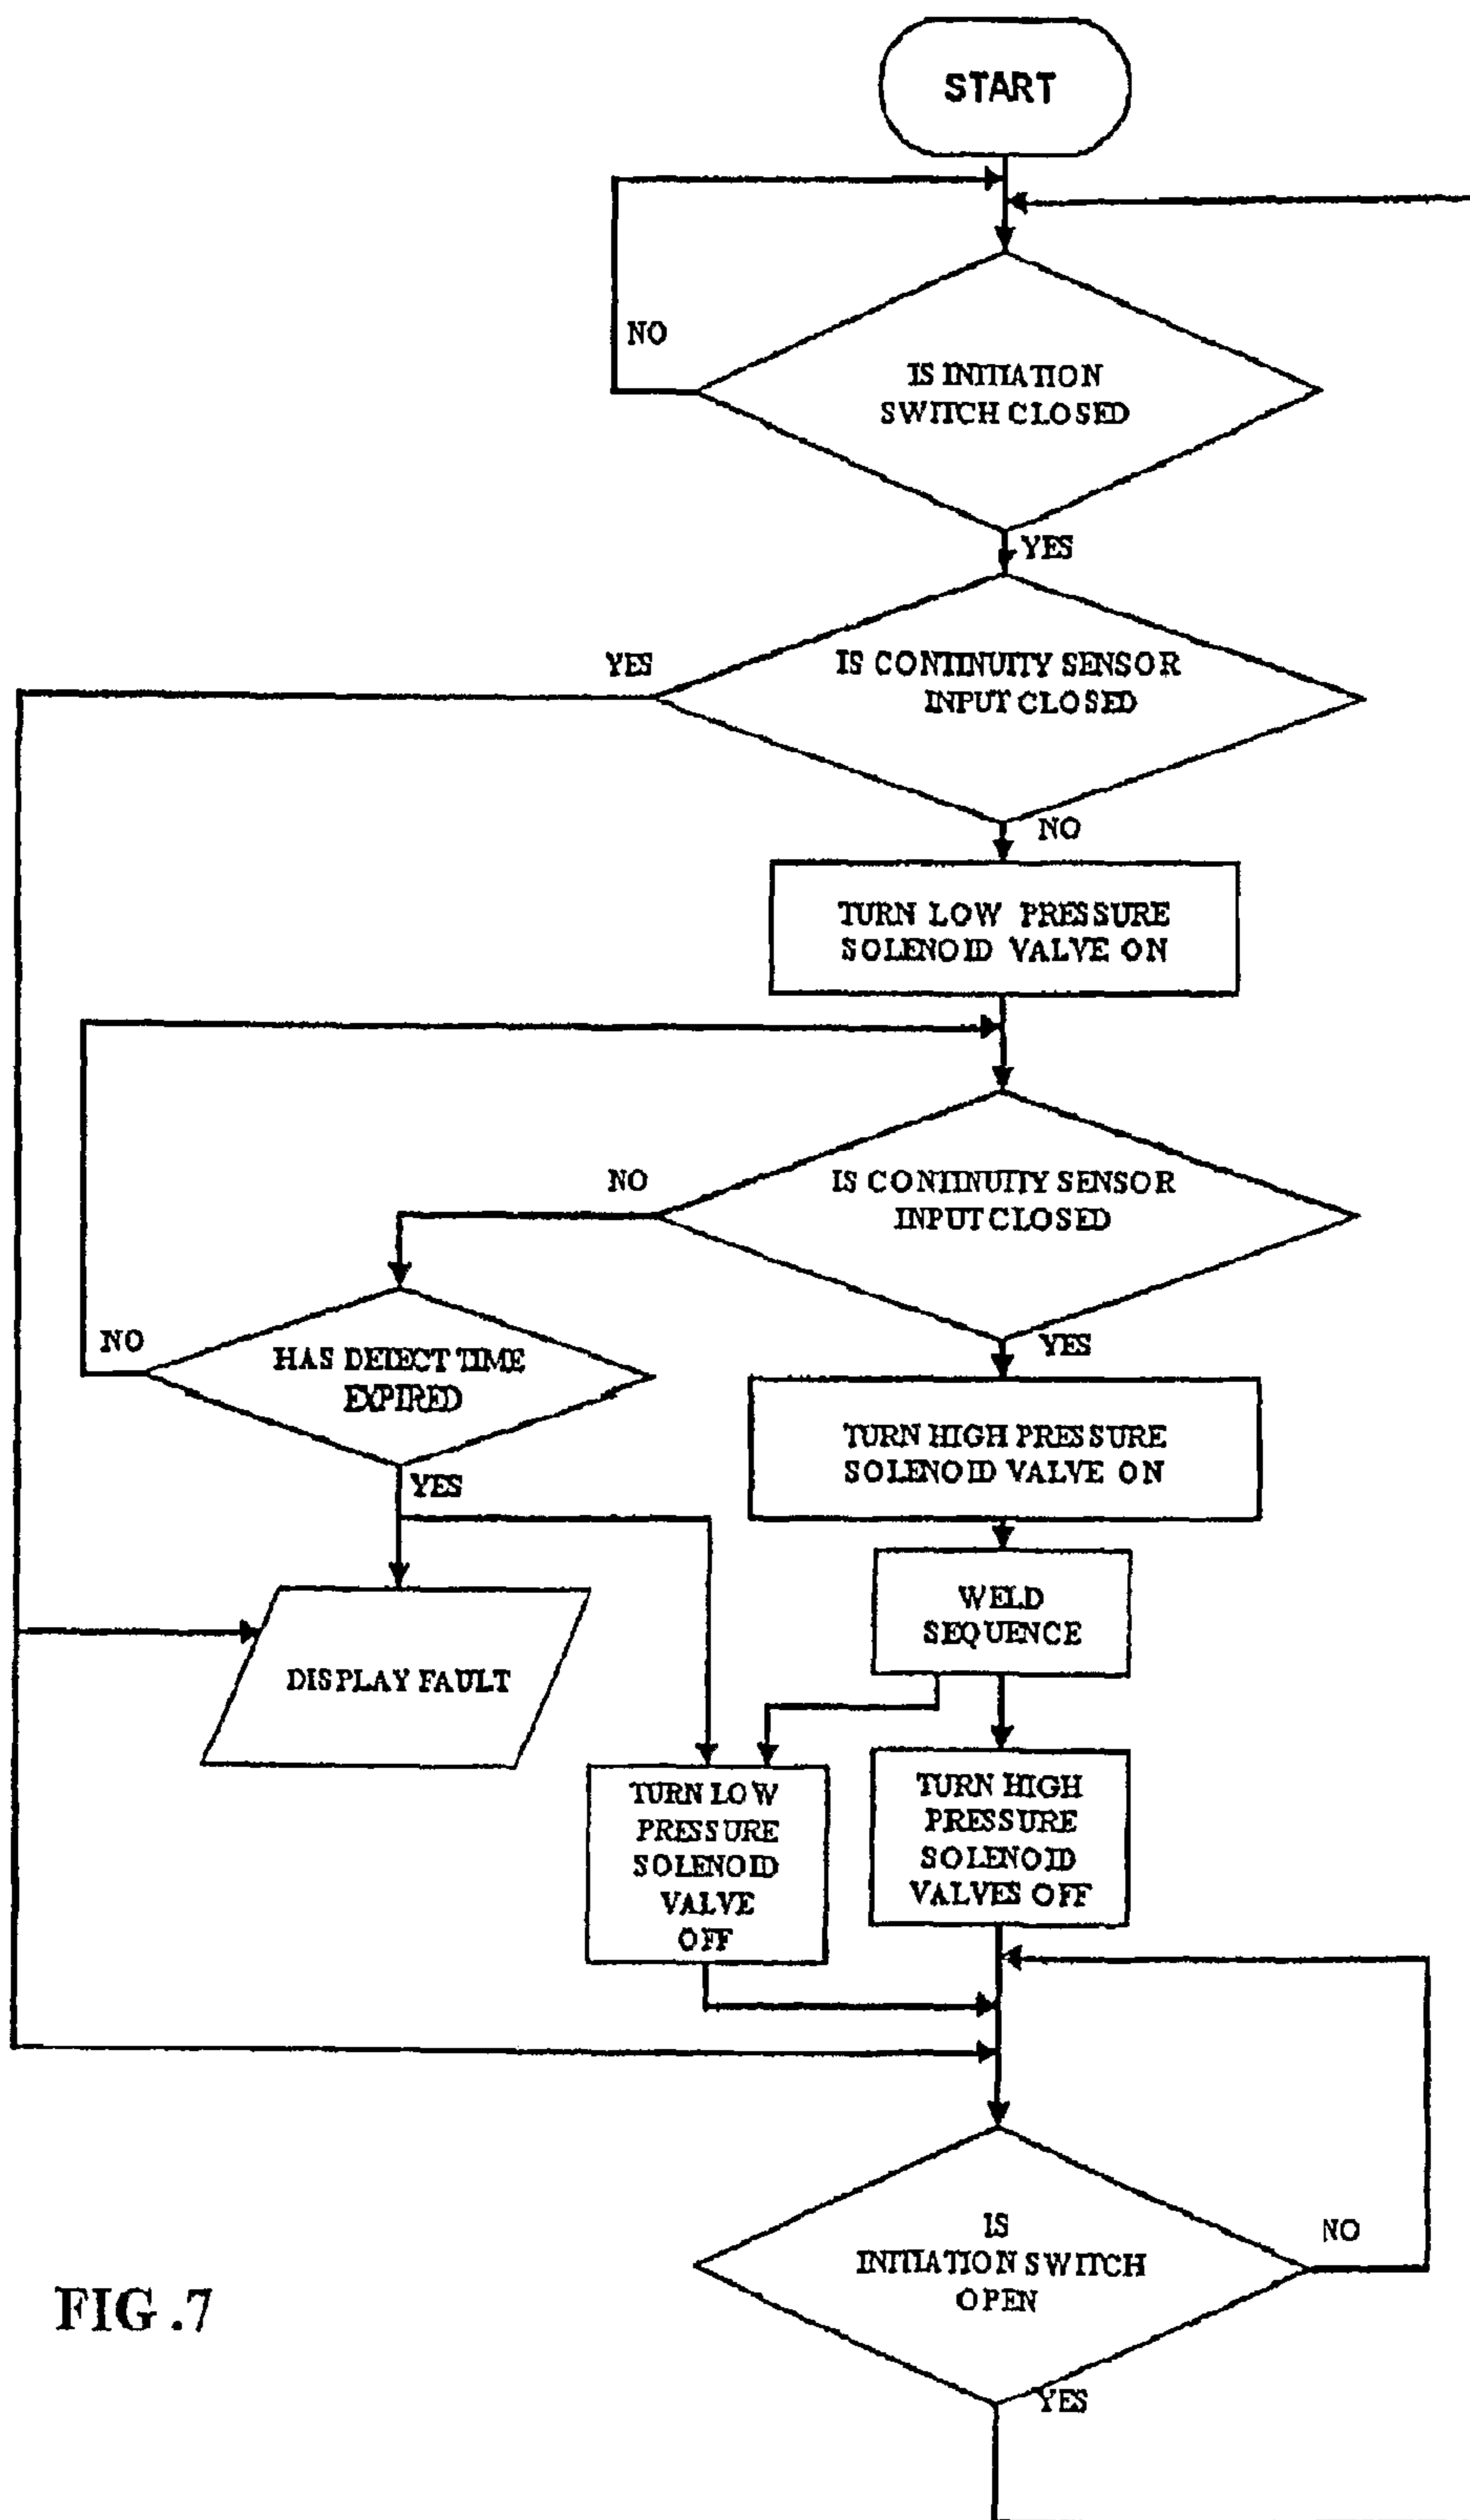 START
NO
IS INITIATION
SWITCH CLOSED
YES
YES
IS CONTINUITY SENSOR
INPUT CLOSED
NO
TURN LOW PRESSURE
SOLENOID VALVE ON
NO
IS CONTINUITY SENSOR
INPUT CLOSED
NO
HAS DETECT TIME
EXPIRED
YES
YES
TURN HIGH PRESSURE
SOLENOID VALVE ON
WELD
SEQUENCE
DISPLAY FAULT
TURN LOW
PRESSURE
SOLENOID
VALVE
OFF
TURN HIGH
PRESSURE
SOLENOID
VALVES OFF
IS
INITIATION SWITCH
OPEN
NO
YES
FIG.7